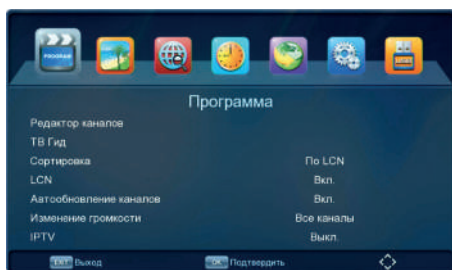 PROGRAM
Программа
Редактор каналов
ТВ Гид
Сортировка По LCN
LCN Вкл.
Автообновление каналов Вкл.
Изменение громкости Все каналы
IPTV Выкл.
EXIT Выход OK Подтвердить